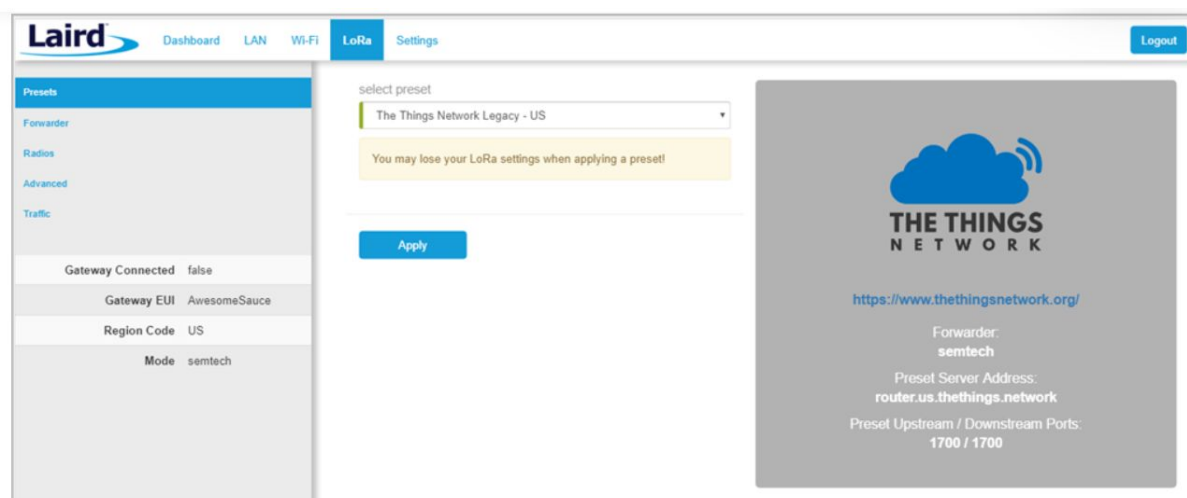 Laird
Dashboard LAN Wi-Fi LoRa Settings Logout
Presets
Forwarder
Radios
Advanced
Traffic
Gateway Connected false
Gateway EUI AwesomeSauce
Region Code US
Mode semtech
select preset
The Things Network Legacy - US
You may lose your LoRa settings when applying a preset!
Apply
THE THINGS
NETWORK
https://www.thethingsnetwork.org/
Forwarder:
semtech
Preset Server Address:
router.us.thethings.network
Preset Upstream / Downstream Ports:
1700 / 1700